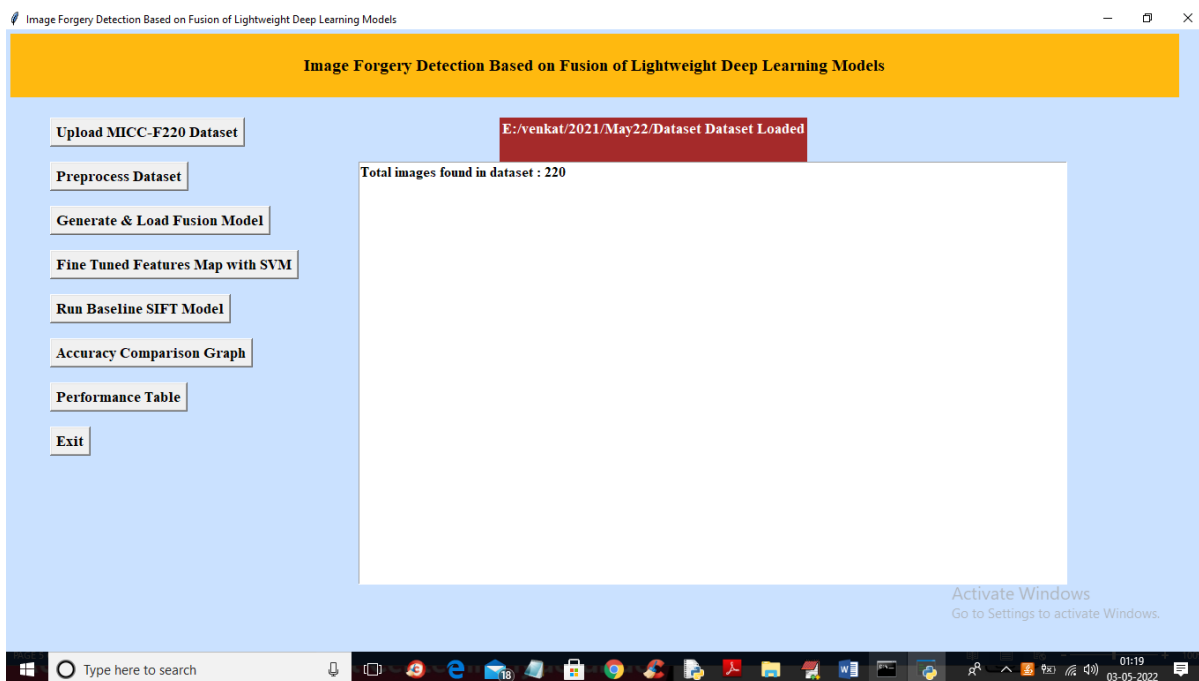 Image Forgery Detection Based on Fusion of Lightweight Deep Learning Models
Image Forgery Detection Based on Fusion of Lightweight Deep Learning Models
Upload MICC-F220 Dataset
E:/venkat/2021/May22/Dataset Dataset Loaded
Preprocess Dataset
Total images found in dataset : 220
Generate & Load Fusion Model
Fine Tuned Features Map with SVM
Run Baseline SIFT Model
Accuracy Comparison Graph
Performance Table
Exit
Activate Windows
Go to Settings to activate Windows.
Type here to search
18
01:19
03-05-2022